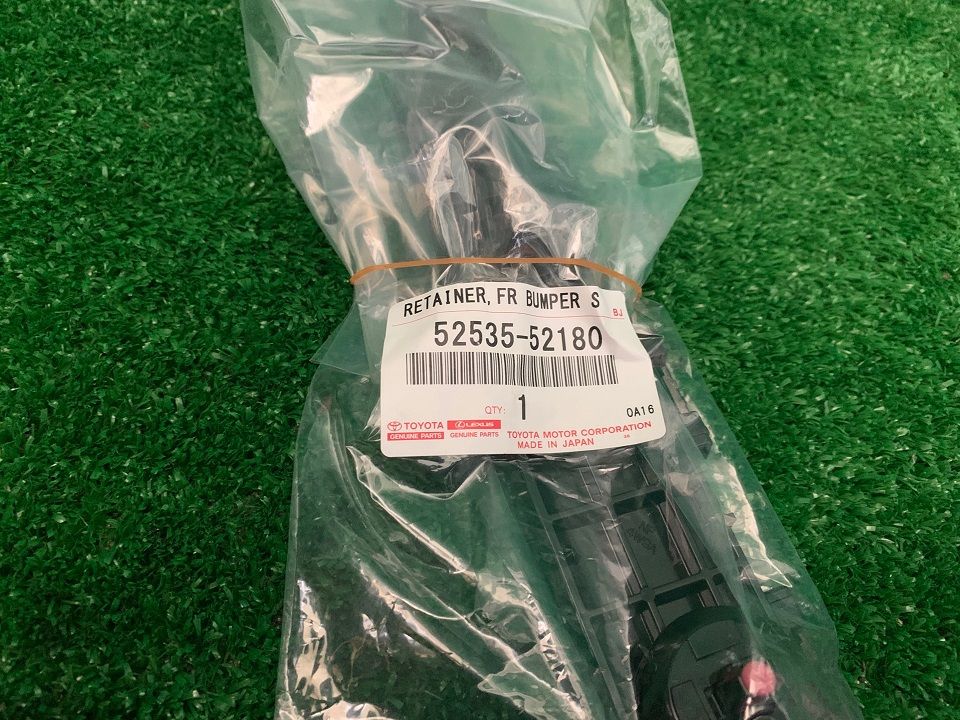 RETAINER, FR BUMPER S
BJ
52535-52180
QTY: 1
0A16
TOYOTA
GENUINE PARTS
LEXUS
GENUINE PARTS
TOYOTA MOTOR CORPORATION
MADE IN JAPAN